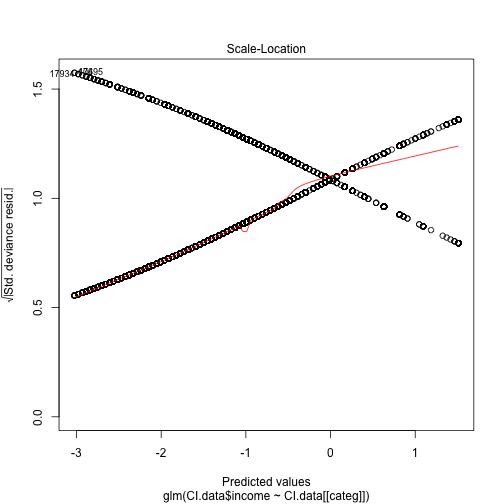 Scale-Location
√|Std. deviance resid.|
1.5
1.0
0.5
0.0
-3
-2
-1
0
1
Predicted values
glm(CI.data$income ~ CI.data[[categ]])